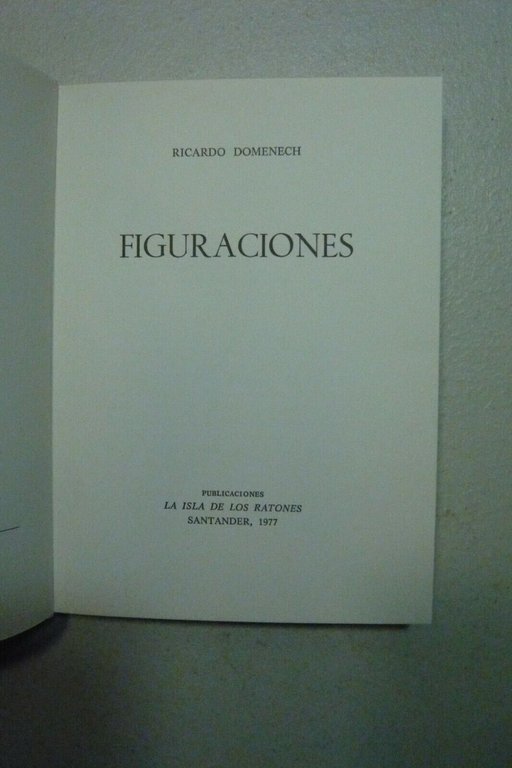 RICARDO DOMENECH
FIGURACIONES
PUBLICACIONES
LA ISLA DE LOS RATONES
SANTANDER, 1977